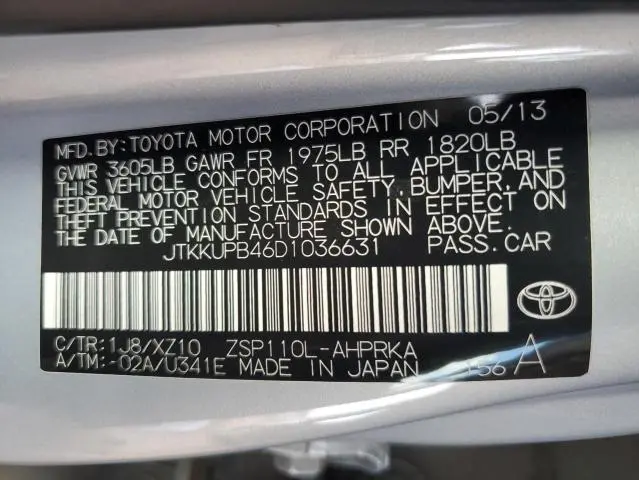 MFD.BY:TOYOTA MOTOR CORPORATION 05/13
GVWR 3605LB GAWR FR 1975LB RR 1820LB
THIS VEHICLE CONFORMS TO ALL APPLICABLE
FEDERAL MOTOR VEHICLE SAFETY,BUMPER,AND
THEFT PREVENTION STANDARDS IN EFFECT ON
THE DATE OF MANUFACTURE SHOWN ABOVE.
JTKKUPB46D1036631 PASS.CAR
C/TR:1J8/XZ10 ZSP110L-AHPRKA
A/TM:-02A/U341E MADE IN JAPAN A